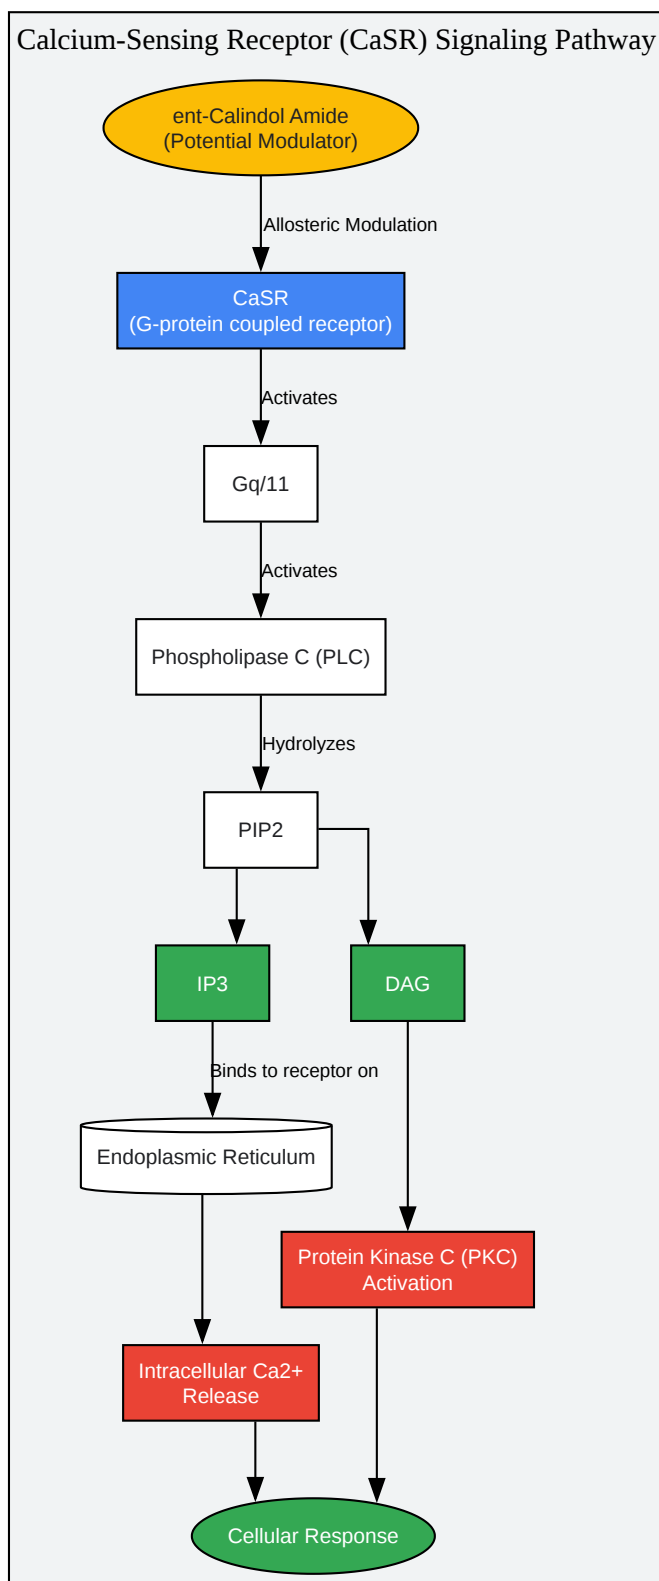 Calcium-Sensing Receptor (CaSR) Signaling Pathway
ent-Calindol Amide
(Potential Modulator)
Allosteric Modulation
CaSR
(G-protein coupled receptor)
Activates
Gq/11
Activates
Phospholipase C (PLC)
Hydrolyzes
PIP2
IP3
DAG
Binds to receptor on
Endoplasmic Reticulum
Protein Kinase C (PKC)
Activation
Intracellular Ca2+
Release
Cellular Response